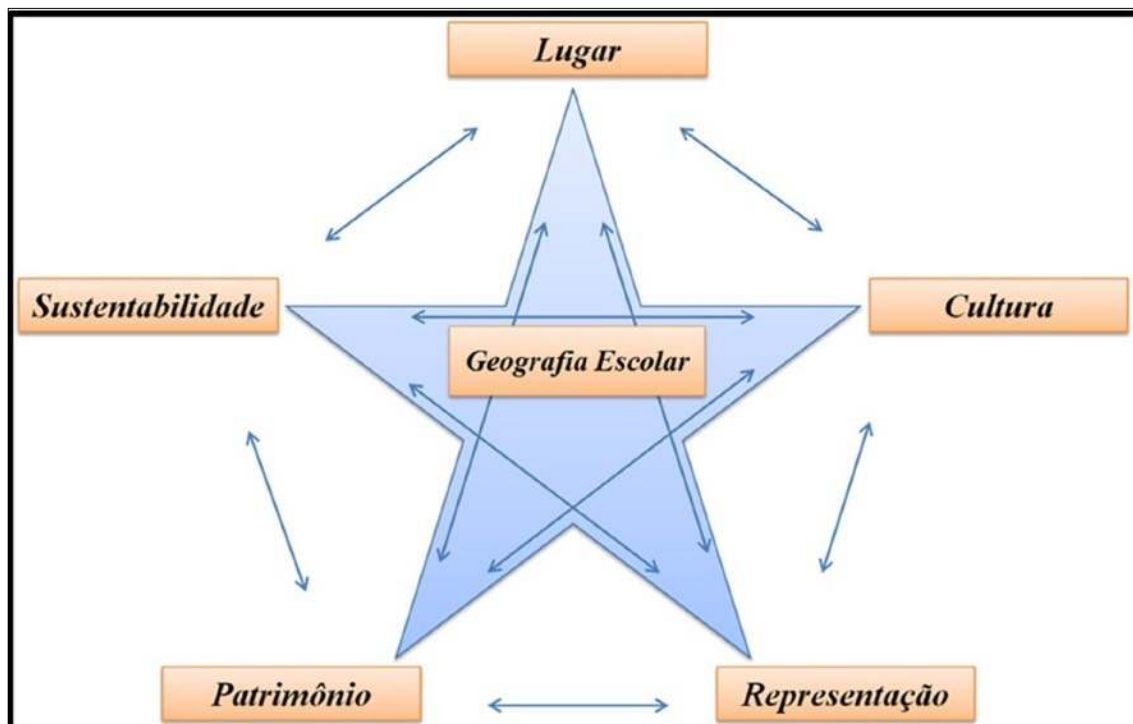 Lugar
Sustentabilidade
Cultura
Geografia Escolar
Patrimônio
Representação